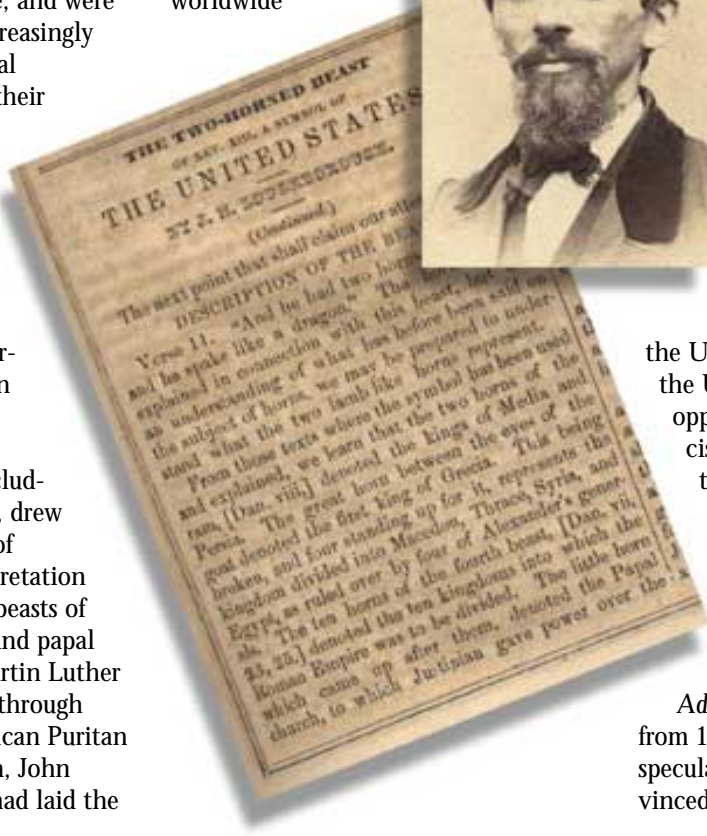 e, and were
reasingly
al
their
worldwide
THE TWO-HORNED BEAST
OF REV. XIII, A SYMBOL OF
THE UNITED STATES
BY J. N. LOUGHBOROUGH.
(Continued.)
The next point that shall claim our atten
DESCRIPTION OF THE BEA
Verse 11. "And he had two hor
and he spake like a dragon." The
explained in connection with this beast, but
an understanding of what has before been said on
the subject of horns, we may be prepared to under-
stand what the two lamb-like horns represent.
From those texts where the symbol has been used
and explained, we learn that the two horns of the
ram, [Dan. viii,] denoted the kings of Media and
Persia. The great horn between the eyes of the
goat denoted the first king of Grecia. This being
broken, and four standing up for it, represents the
kingdom divided into Macedon, Thrace, Syria, and
Egypt, as ruled over by four of Alexander's gener-
als. The ten horns of the fourth beast, [Dan. vii,
23, 25,] denoted the ten kingdoms into which the
Roman Empire was to be divided. The little horn
which came up after them, denoted the Papal
church, to which Justinian gave power over the
r-
n
clud-
, drew
of
retation
beasts of
and papal
artin Luther
through
ican Puritan
n, John
had laid the
the U
the U
opp
cis
t
Ad
from 1
specula
vinced